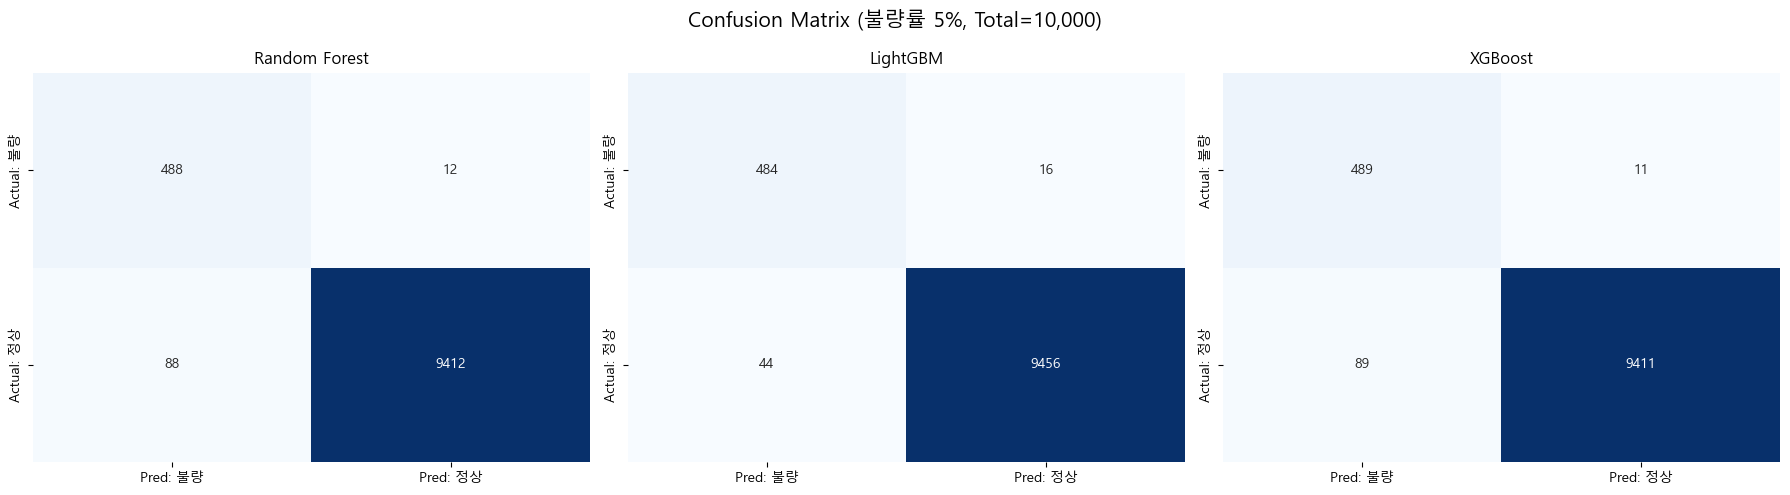 Confusion Matrix (불량률 5%, Total=10,000)
Random Forest
Actual: 불량
488
12
Actual: 정상
88
9412
Pred: 불량
Pred: 정상
LightGBM
Actual: 불량
484
16
Actual: 정상
44
9456
Pred: 불량
Pred: 정상
XGBoost
Actual: 불량
489
11
Actual: 정상
89
9411
Pred: 불량
Pred: 정상